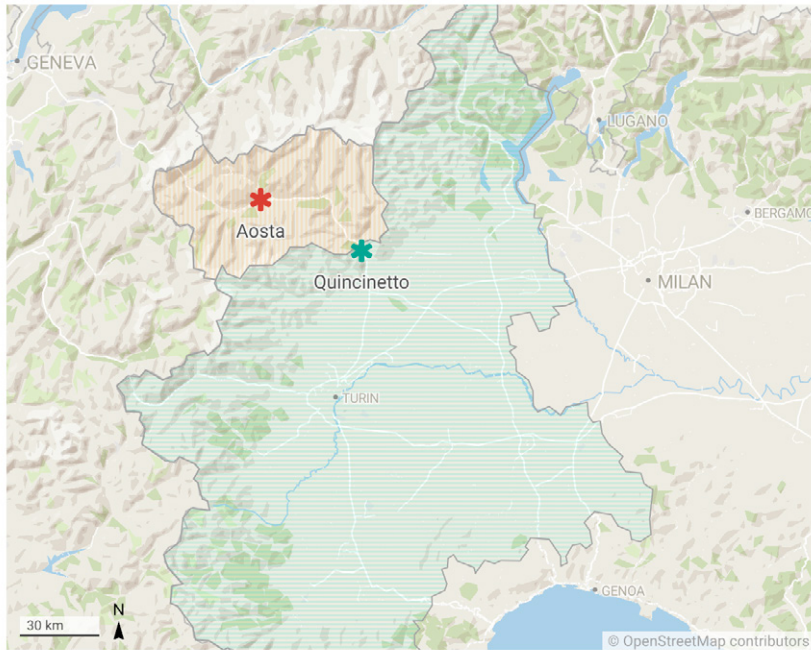 GENEVA
LUGANO
BERGAMO
Aosta
Quincinetto
MILAN
TURIN
GENOA
30 km
N
© OpenStreetMap contributors